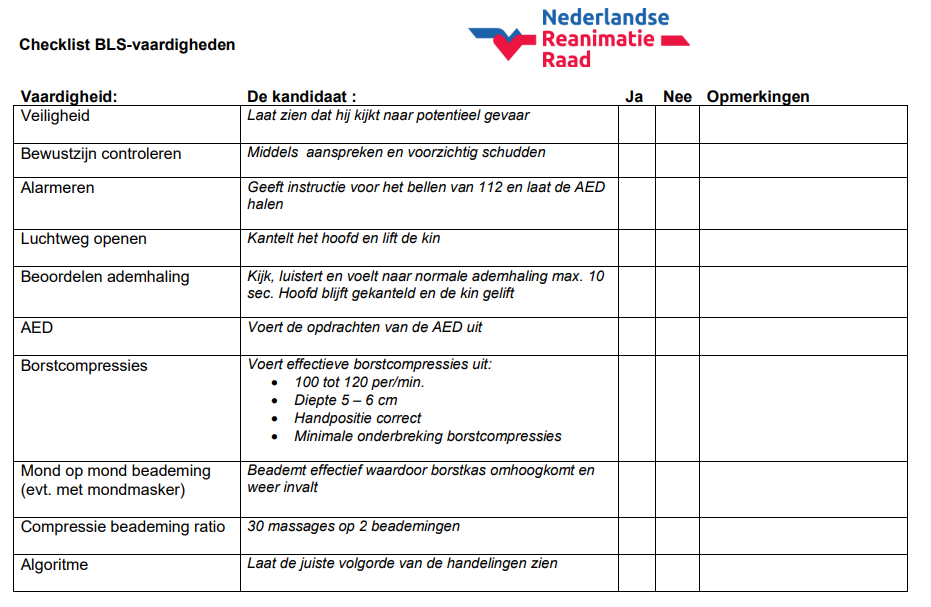 Nederlandse
Reanimatie
Raad
Checklist BLS-vaardigheden
Vaardigheid: De kandidaat : Ja Nee Opmerkingen
Veiligheid Laat zien dat hij kijkt naar potentieel gevaar
Bewustzijn controleren Middels aanspreken en voorzichtig schudden
Alarmeren Geeft instructie voor het bellen van 112 en laat de AED
halen
Luchtweg openen Kantelt het hoofd en lift de kin
Beoordelen ademhaling Kijk, luistert en voelt naar normale ademhaling max. 10
sec. Hoofd blijft gekanteld en de kin gelift
AED Voert de opdrachten van de AED uit
Borstcompressies Voert effectieve borstcompressies uit:
• 100 tot 120 per/min.
• Diepte 5 – 6 cm
• Handpositie correct
• Minimale onderbreking borstcompressies
Mond op mond beademing Beademt effectief waardoor borstkas omhoogkomt en
(evt. met mondmasker) weer invalt
Compressie beademing ratio 30 massages op 2 beademingen
Algoritme Laat de juiste volgorde van de handelingen zien